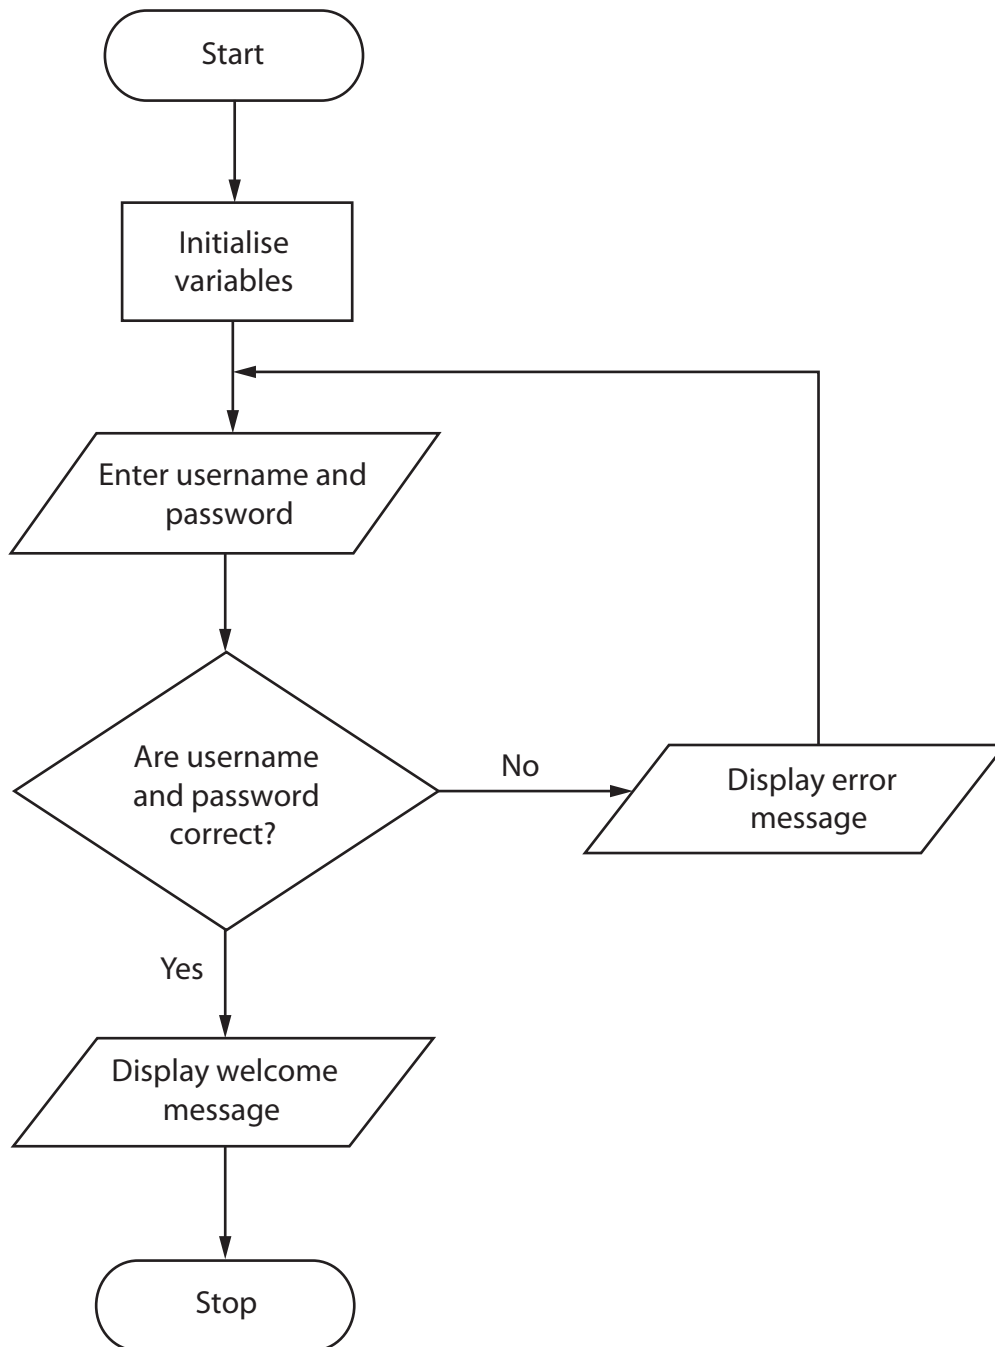 Start
Initialise
variables
Enter username and
password
Are username
and password
correct?
No
Display error
message
Yes
Display welcome
message
Stop